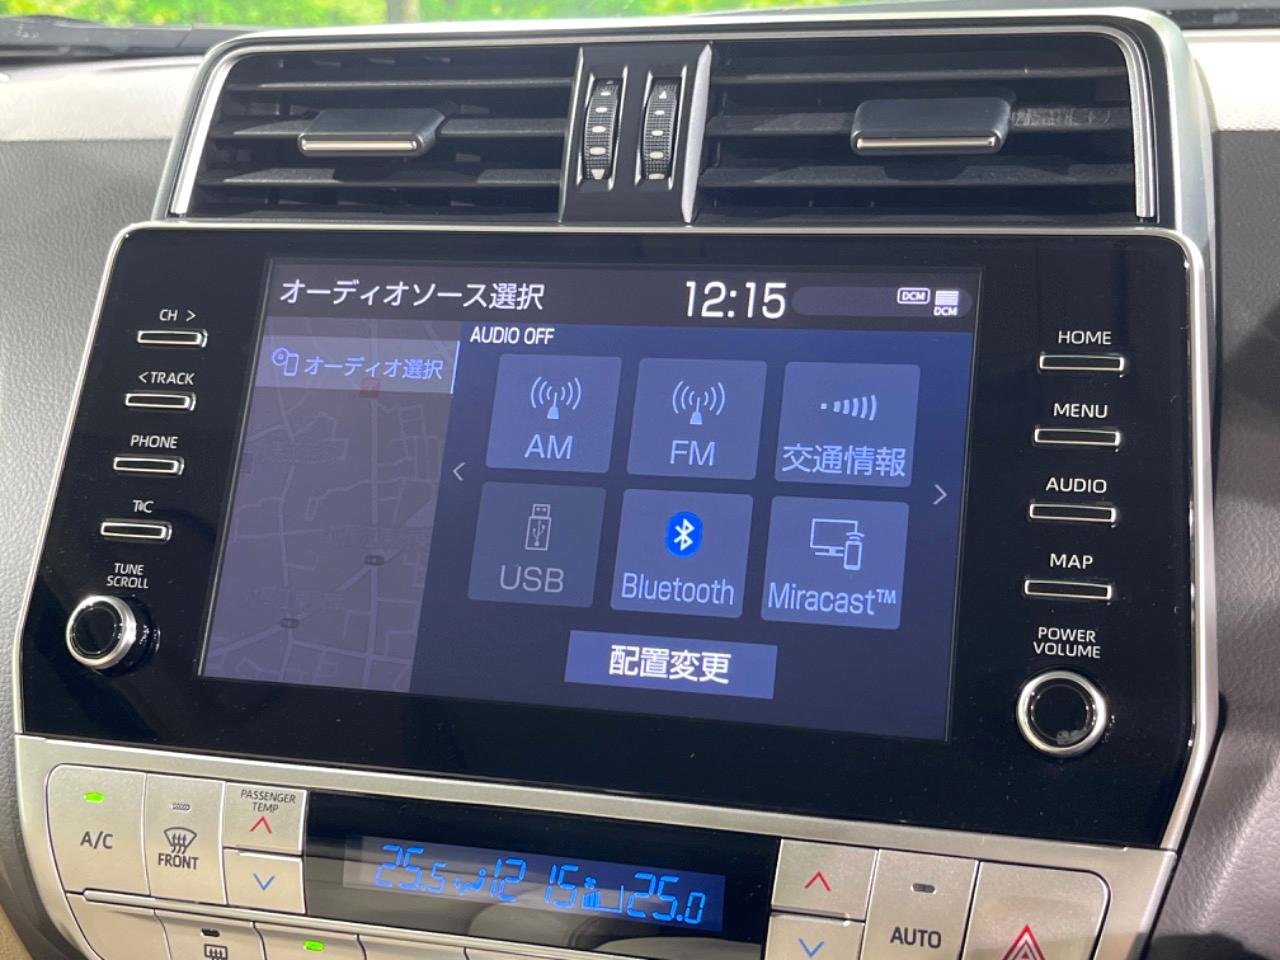 オーディオソース選択
12:15
DCM
DCM
オーディオ選択
AUDIO OFF
AM
FM
交通情報
USB
Bluetooth
Miracast™
配置変更
CH >
<TRACK
PHONE
T/C
TUNE
SCROLL
HOME
MENU
AUDIO
MAP
POWER
VOLUME
A/C
FRONT
PASSENGER
TEMP
25.5 12 15 25.0
AUTO